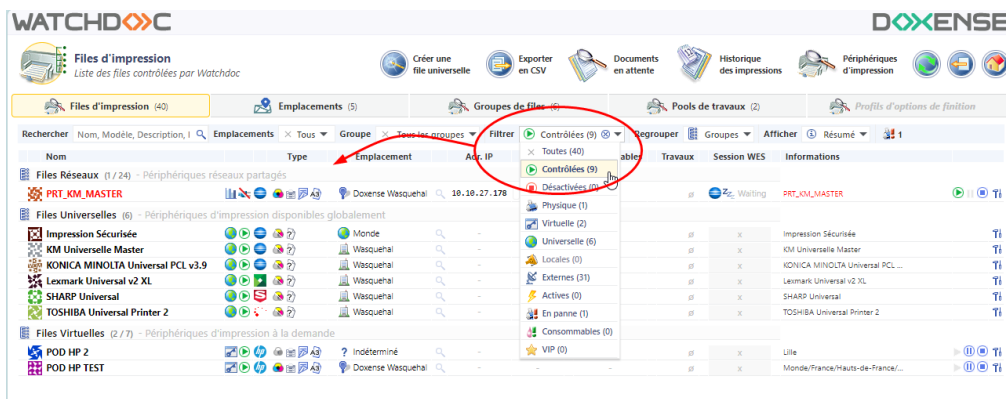 WATCHDOC
DOXENSE
Files d'impression
Liste des files contrôlées par Watchdoc
Créer une
file universelle
Exporter
en CSV
Documents
en attente
Historique
des impressions
Périphériques
d'impression
Files d'impression (40)
Emplacements (5)
Groupes de files (6)
Pools de travaux (2)
Profils d'options de finition
Rechercher Nom, Modèle, Description, I Emplacements × Tous Groupe × Tous les groupes Filtrer Contrôlées (9) Regrouper Groupes Afficher Résumé 1
Nom Type Emplacement Adr. IP Travaux Session WES Informations
× Toutes (40)
Contrôlées (9)
Désactivées (0)
Physique (1)
Virtuelle (2)
Universelle (6)
Locales (0)
Externes (31)
Actives (0)
En panne (1)
Consommables (0)
VIP (0)
Files Réseaux (1 / 24) - Périphériques réseaux partagés
PRT_KM_MASTER A3 Doxense Wasquehal 10.10.27.178 ø Zzz Waiting PRT_KM_MASTER
Files Universelles (6) - Périphériques d'impression disponibles globalement
Impression Sécurisée ? Monde - ø x Impression Sécurisée
KM Universelle Master ? Wasquehal - ø x KM Universelle Master
KONICA MINOLTA Universal PCL v3.9 ? Wasquehal - ø x KONICA MINOLTA Universal PCL ...
Lexmark Universal v2 XL ? Wasquehal - ø x Lexmark Universal v2 XL
SHARP Universal S ? Wasquehal - ø x SHARP Universal
TOSHIBA Universal Printer 2 ? Wasquehal - ø x TOSHIBA Universal Printer 2
Files Virtuelles (2 / 7) - Périphériques d'impression à la demande
POD HP 2 hp A3 ? Indéterminé - ø x Lille
POD HP TEST hp A3 Doxense Wasquehal - - - ø x Monde/France/Hauts-de-France/...